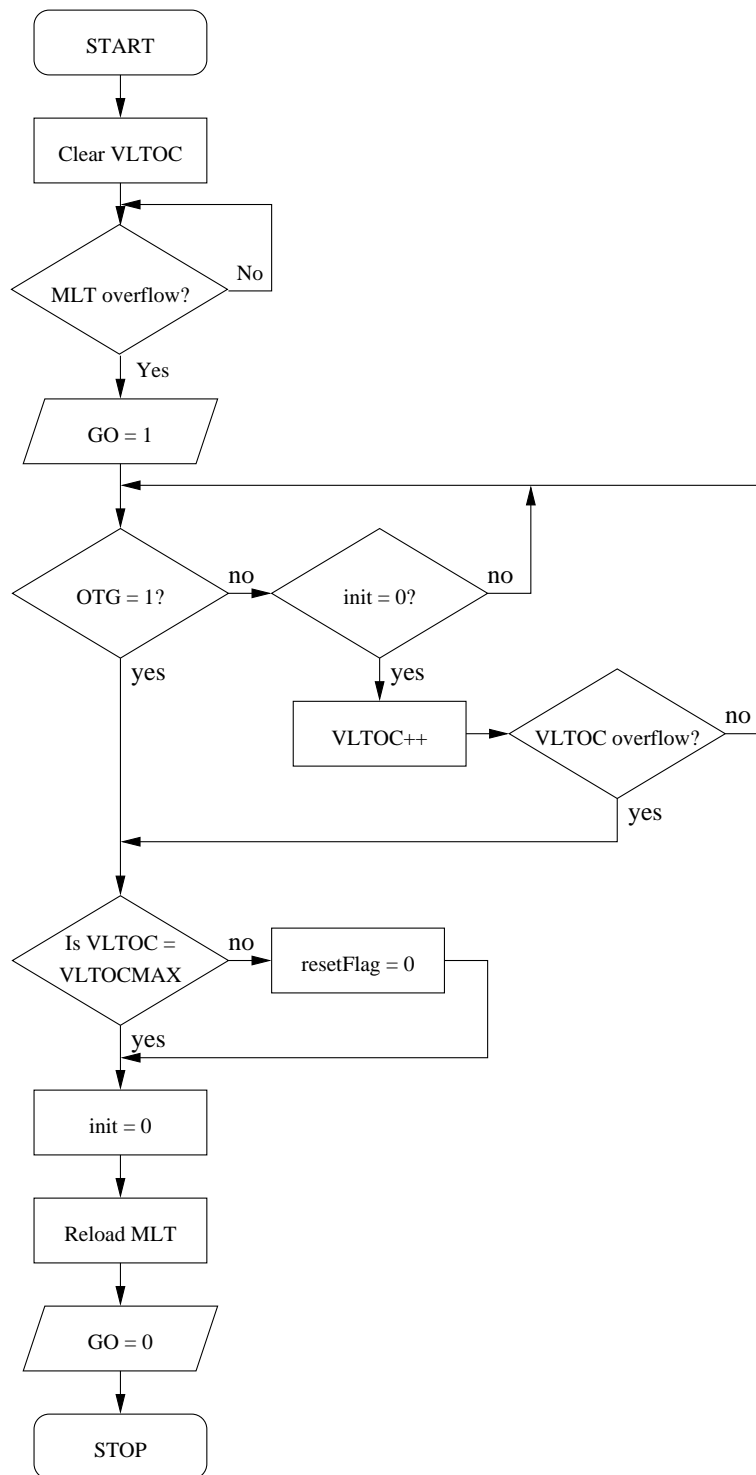 START
Clear VLTOC
MLT overflow?
No
Yes
GO = 1
OTG = 1?
no
init = 0?
no
yes
yes
VLTOC++
VLTOC overflow?
no
yes
Is VLTOC =
VLTOCMAX
no
resetFlag = 0
yes
init = 0
Reload MLT
GO = 0
STOP